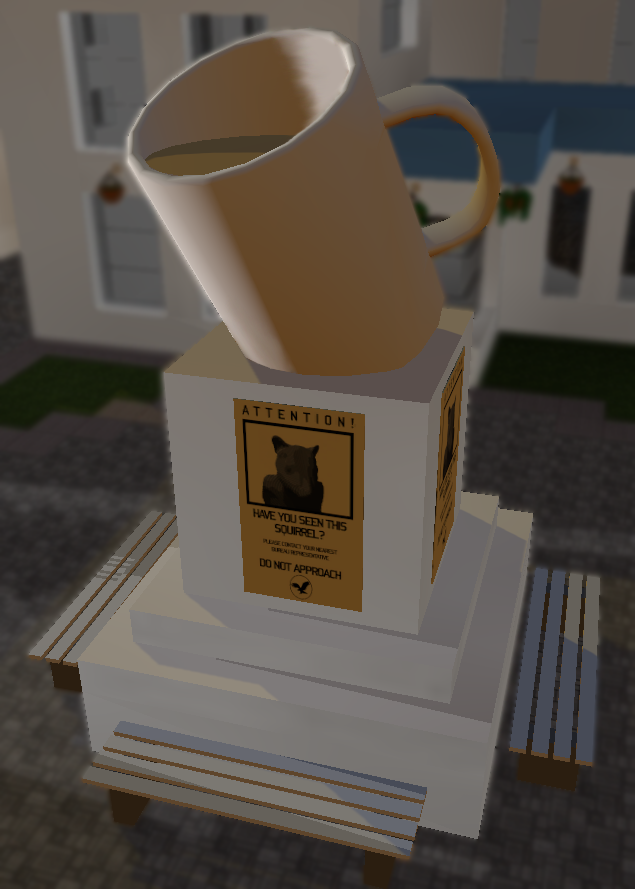 ATTENTION!
HAVE YOU SEEN THIS
SQUIRREL?
PLEASE CONTACT YOUR NEAREST
BUREAU REPRESENTATIVE
DO NOT APPROACH